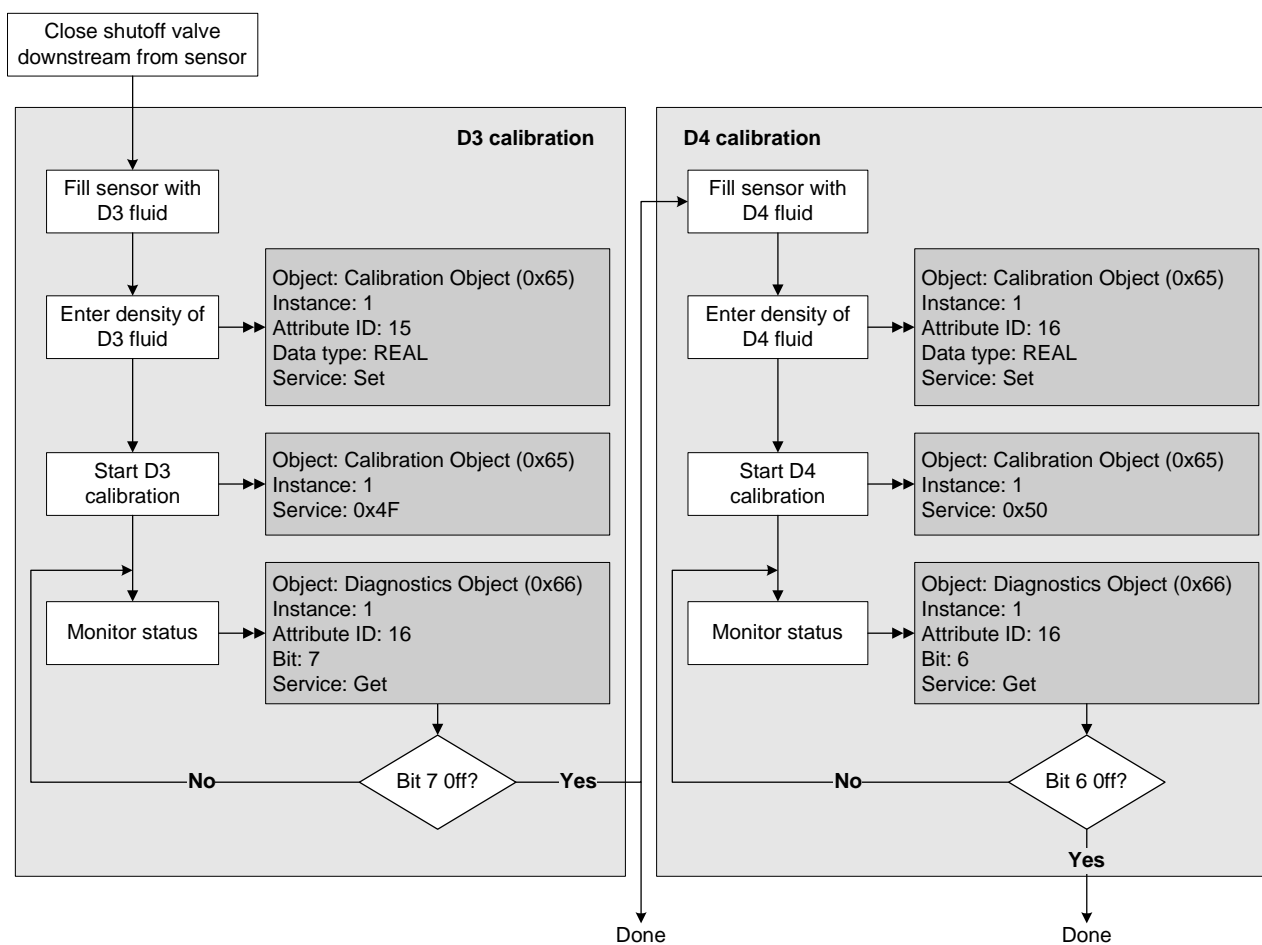 Close shutoff valve
downstream from sensor
D3 calibration
Fill sensor with
D3 fluid
Enter density of
D3 fluid
Object: Calibration Object (0x65)
Instance: 1
Attribute ID: 15
Data type: REAL
Service: Set
Start D3
calibration
Object: Calibration Object (0x65)
Instance: 1
Service: 0x4F
Monitor status
Object: Diagnostics Object (0x66)
Instance: 1
Attribute ID: 16
Bit: 7
Service: Get
Bit 7 0ff?
No
Yes
Done
D4 calibration
Fill sensor with
D4 fluid
Enter density of
D4 fluid
Object: Calibration Object (0x65)
Instance: 1
Attribute ID: 16
Data type: REAL
Service: Set
Start D4
calibration
Object: Calibration Object (0x65)
Instance: 1
Service: 0x50
Monitor status
Object: Diagnostics Object (0x66)
Instance: 1
Attribute ID: 16
Bit: 6
Service: Get
Bit 6 0ff?
No
Yes
Done